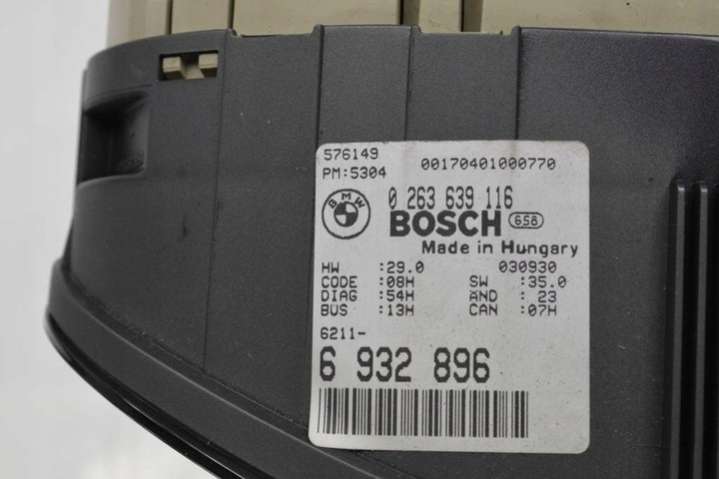 576149 00170401000770
PM:5304
BMW 0 263 639 116
BOSCH 658
Made in Hungary
HW :29.0 030930
CODE :08H SW :35.0
DIAG :54H AND : 23
BUS :13H CAN :07H
6211-
6 932 896